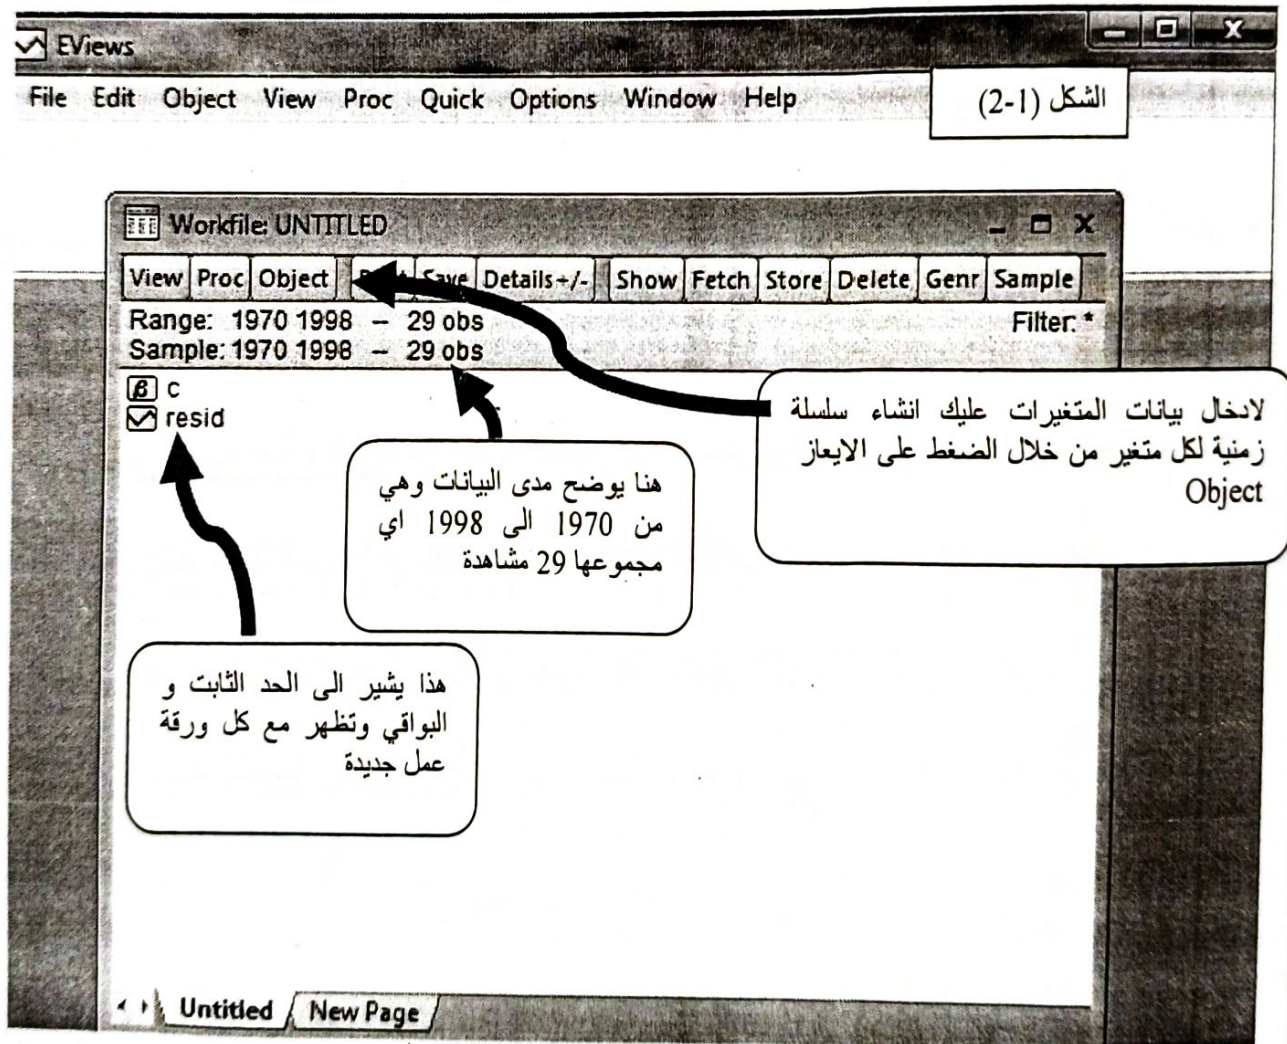 EViews
File Edit Object View Proc Quick Options Window Help
الشكل (1-2)
Workfile: UNTITLED
View Proc Object Save Details+/- Show Fetch Store Delete Genr Sample
Range: 1970 1998 – 29 obs
Filter: *
Sample: 1970 1998 – 29 obs
c
resid
لادخال بيانات المتغيرات عليك انشاء سلسلة
زمنية لكل متغير من خلال الضغط على الايعاز
Object
هنا يوضح مدى البيانات وهي
من 1970 الى 1998 اي
مجموعها 29 مشاهدة
هذا يشير الى الحد الثابت و
البواقي وتظهر مع كل ورقة
عمل جديدة
Untitled New Page